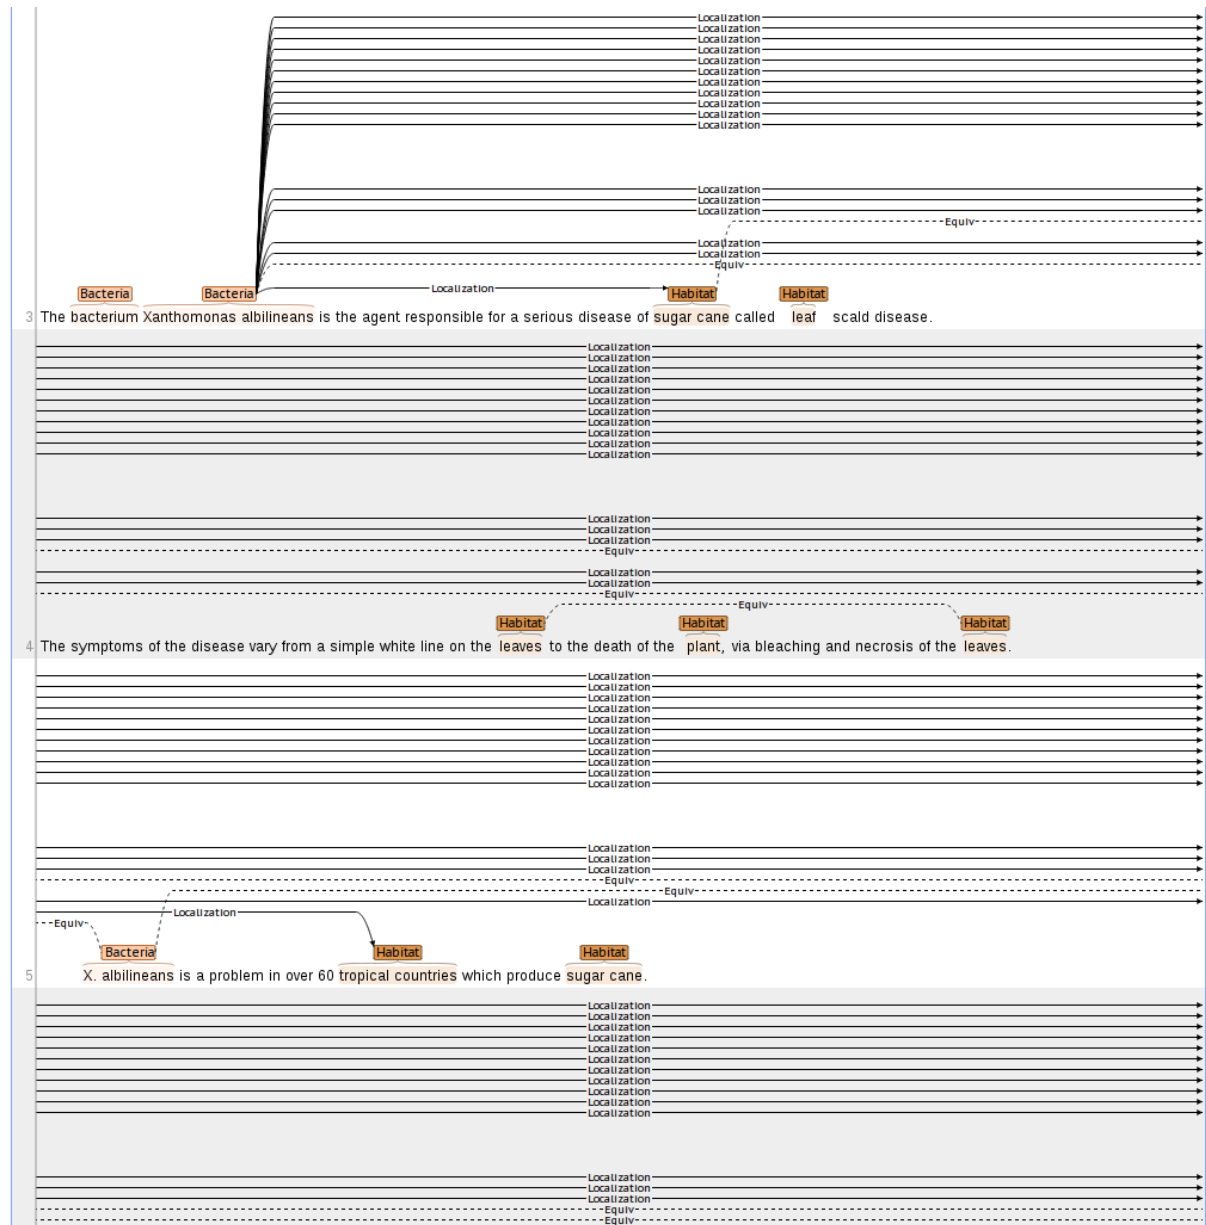 Localization
Localization
Localization
Localization
Localization
Localization
Localization
Localization
Localization
Localization
Localization
Localization
Localization
Localization
Equiv
Localization
Localization
Equiv
Bacteria Bacteria Localization Habitat Habitat
3 The bacterium Xanthomonas albilineans is the agent responsible for a serious disease of sugar cane called leaf scald disease.
Localization
Localization
Localization
Localization
Localization
Localization
Localization
Localization
Localization
Localization
Localization
Localization
Localization
Localization
Equiv
Localization
Localization
Equiv
Equiv
Habitat Habitat Habitat
4 The symptoms of the disease vary from a simple white line on the leaves to the death of the plant, via bleaching and necrosis of the leaves.
Localization
Localization
Localization
Localization
Localization
Localization
Localization
Localization
Localization
Localization
Localization
Localization
Localization
Localization
Equiv
Equiv
Localization
Localization
Equiv
Bacteria Habitat Habitat
5 X. albilineans is a problem in over 60 tropical countries which produce sugar cane.
Localization
Localization
Localization
Localization
Localization
Localization
Localization
Localization
Localization
Localization
Localization
Localization
Localization
Localization
Equiv
Equiv